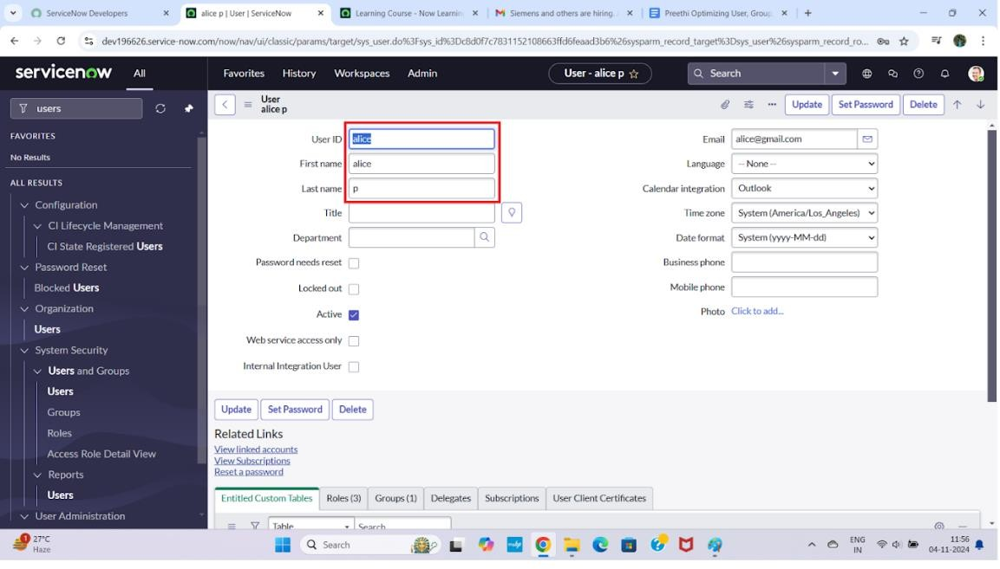 ServiceNow Developers
alice p | User | ServiceNow
Learning Course - Now Learnin
Siemens and others are hiring.
Preethi Optimizing User, Group,
dev196626.service-now.com/now/nav/ui/classic/params/target/sys_user.do%3Fsys_id%3Dc8d0f7c7831152108663ffd6feaad3b6%26sysparm_record_target%3Dsys_user%26sysparm_record_ro...
servicenow
All
Favorites
History
Workspaces
Admin
User - alice p
Search
users
FAVORITES
No Results
ALL RESULTS
Configuration
CI Lifecycle Management
CI State Registered Users
Password Reset
Blocked Users
Organization
Users
System Security
Users and Groups
Users
Groups
Roles
Access Role Detail View
Reports
Users
User Administration
User
alice p
Update
Set Password
Delete
User ID alice
First name alice
Last name p
Title
Department
Password needs reset
Locked out
Active
Web service access only
Internal Integration User
Email alice@gmail.com
Language -- None --
Calendar integration Outlook
Time zone System (America/Los_Angeles)
Date format System (yyyy-MM-dd)
Business phone
Mobile phone
Photo Click to add...
Update
Set Password
Delete
Related Links
View linked accounts
View Subscriptions
Reset a password
Entitled Custom Tables
Roles (3)
Groups (1)
Delegates
Subscriptions
User Client Certificates
Table
Search
1
27°C
Haze
Search
ENG
IN
11:56
04-11-2024